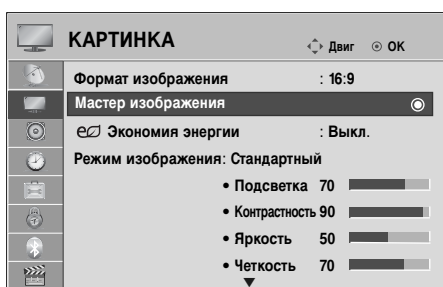 КАРТИНКА
Двиг ОК
Формат изображения : 16:9
Мастер изображения
Экономия энергии : Выкл.
Режим изображения: Стандартный
• Подсветка 70
• Контрастность 90
• Яркость 50
• Четкость 70